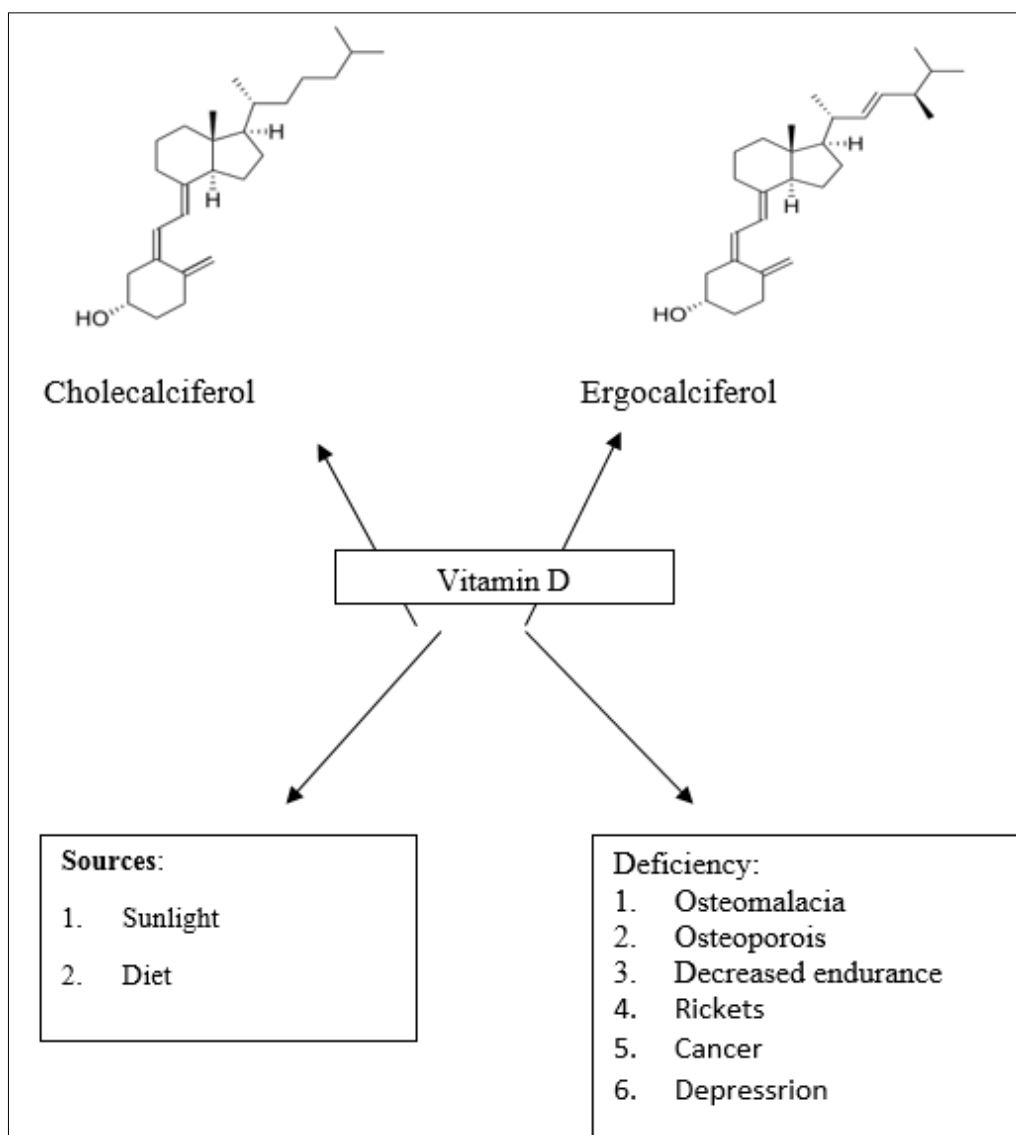 H
H
HO
Cholecalciferol
H
H
HO
Ergocalciferol
Vitamin D
Sources:
1. Sunlight
2. Diet
Deficiency:
1. Osteomalacia
2. Osteoporois
3. Decreased endurance
4. Rickets
5. Cancer
6. Depressrion